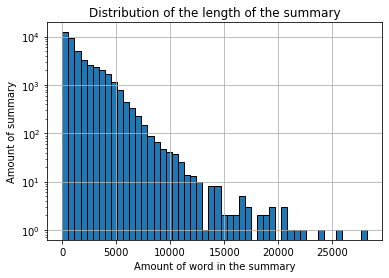 Distribution of the length of the summary
Amount of summary
10⁴
10³
10²
10¹
10⁰
0 5000 10000 15000 20000 25000
Amount of word in the summary